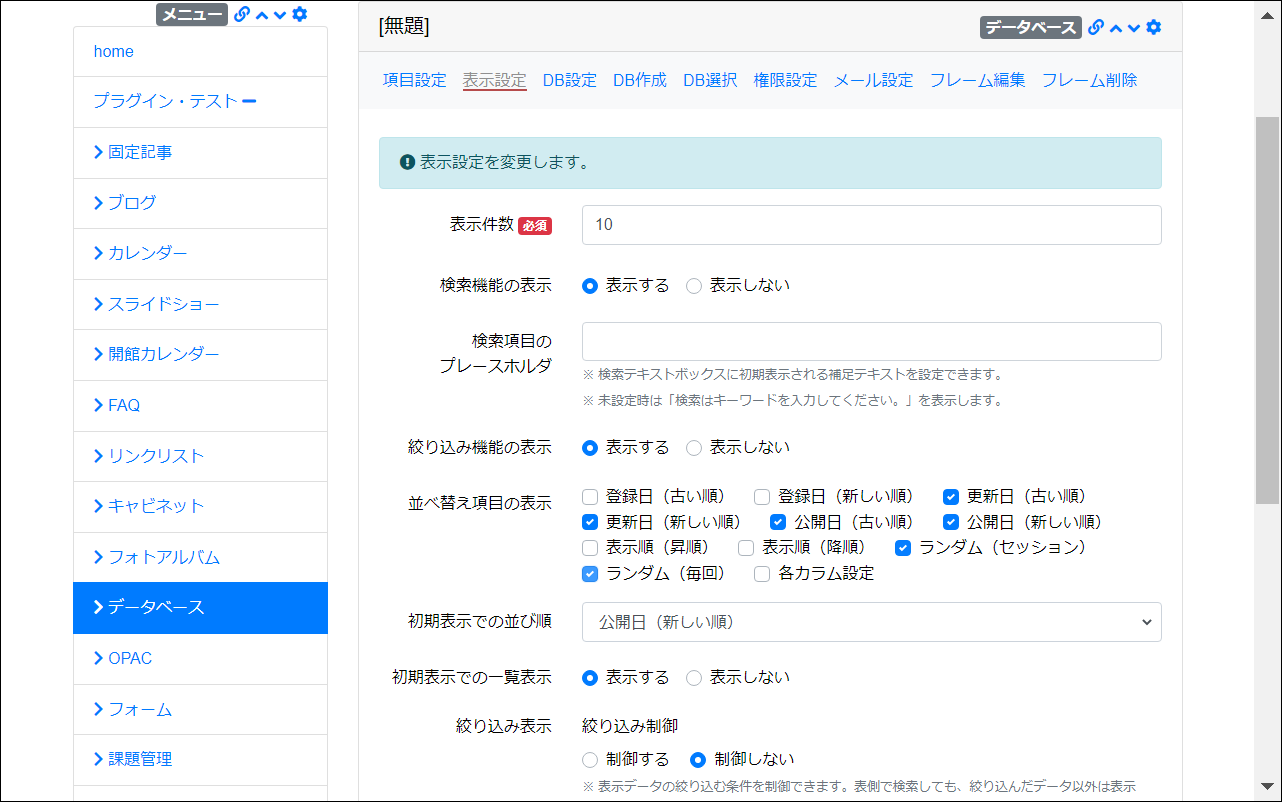 メニュー
home
プラグイン・テスト
固定記事
ブログ
カレンダー
スライドショー
開館カレンダー
FAQ
リンクリスト
キャビネット
フォトアルバム
データベース
OPAC
フォーム
課題管理
[無題]
データベース
項目設定 表示設定 DB設定 DB作成 DB選択 権限設定 メール設定 フレーム編集 フレーム削除
表示設定を変更します。
表示件数 必須 10
検索機能の表示 表示する 表示しない
検索項目の
プレースホルダ
※ 検索テキストボックスに初期表示される補足テキストを設定できます。
※ 未設定時は「検索はキーワードを入力してください。」を表示します。
絞り込み機能の表示 表示する 表示しない
並べ替え項目の表示 登録日（古い順） 登録日（新しい順） 更新日（古い順）
更新日（新しい順） 公開日（古い順） 公開日（新しい順）
表示順（昇順） 表示順（降順） ランダム（セッション）
ランダム（毎回） 各カラム設定
初期表示での並び順 公開日（新しい順）
初期表示での一覧表示 表示する 表示しない
絞り込み表示 絞り込み制御
制御する 制御しない
※ 表示データの絞り込む条件を制御できます。表側で検索しても、絞り込んだデータ以外は表示